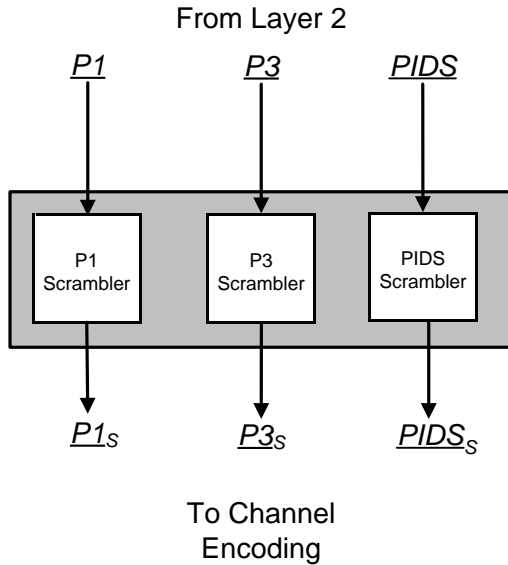 From Layer 2
P1 P3 PIDS
P1 Scrambler
P3 Scrambler
PIDS Scrambler
P1S P3S PIDSS
To Channel
Encoding